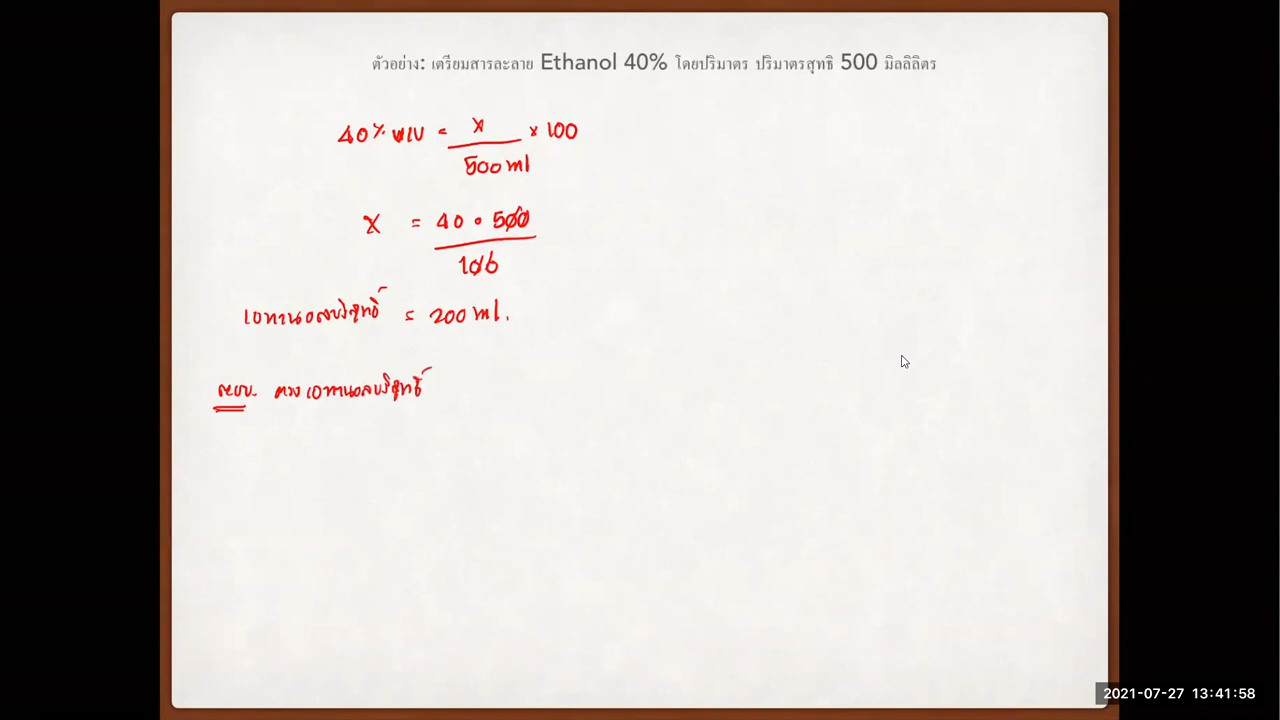 ตัวอย่าง: เตรียมสารละลาย Ethanol 40% โดยปริมาตร ปริมาตรสุทธิ 500 มิลลิลิตร
40% v/v = x / 500 ml × 100
x = 40 • 500 / 100
เอทานอลบริสุทธิ์ = 200 ml.
ตวงเอทานอลบริสุทธิ์
2021-07-27 13:41:58